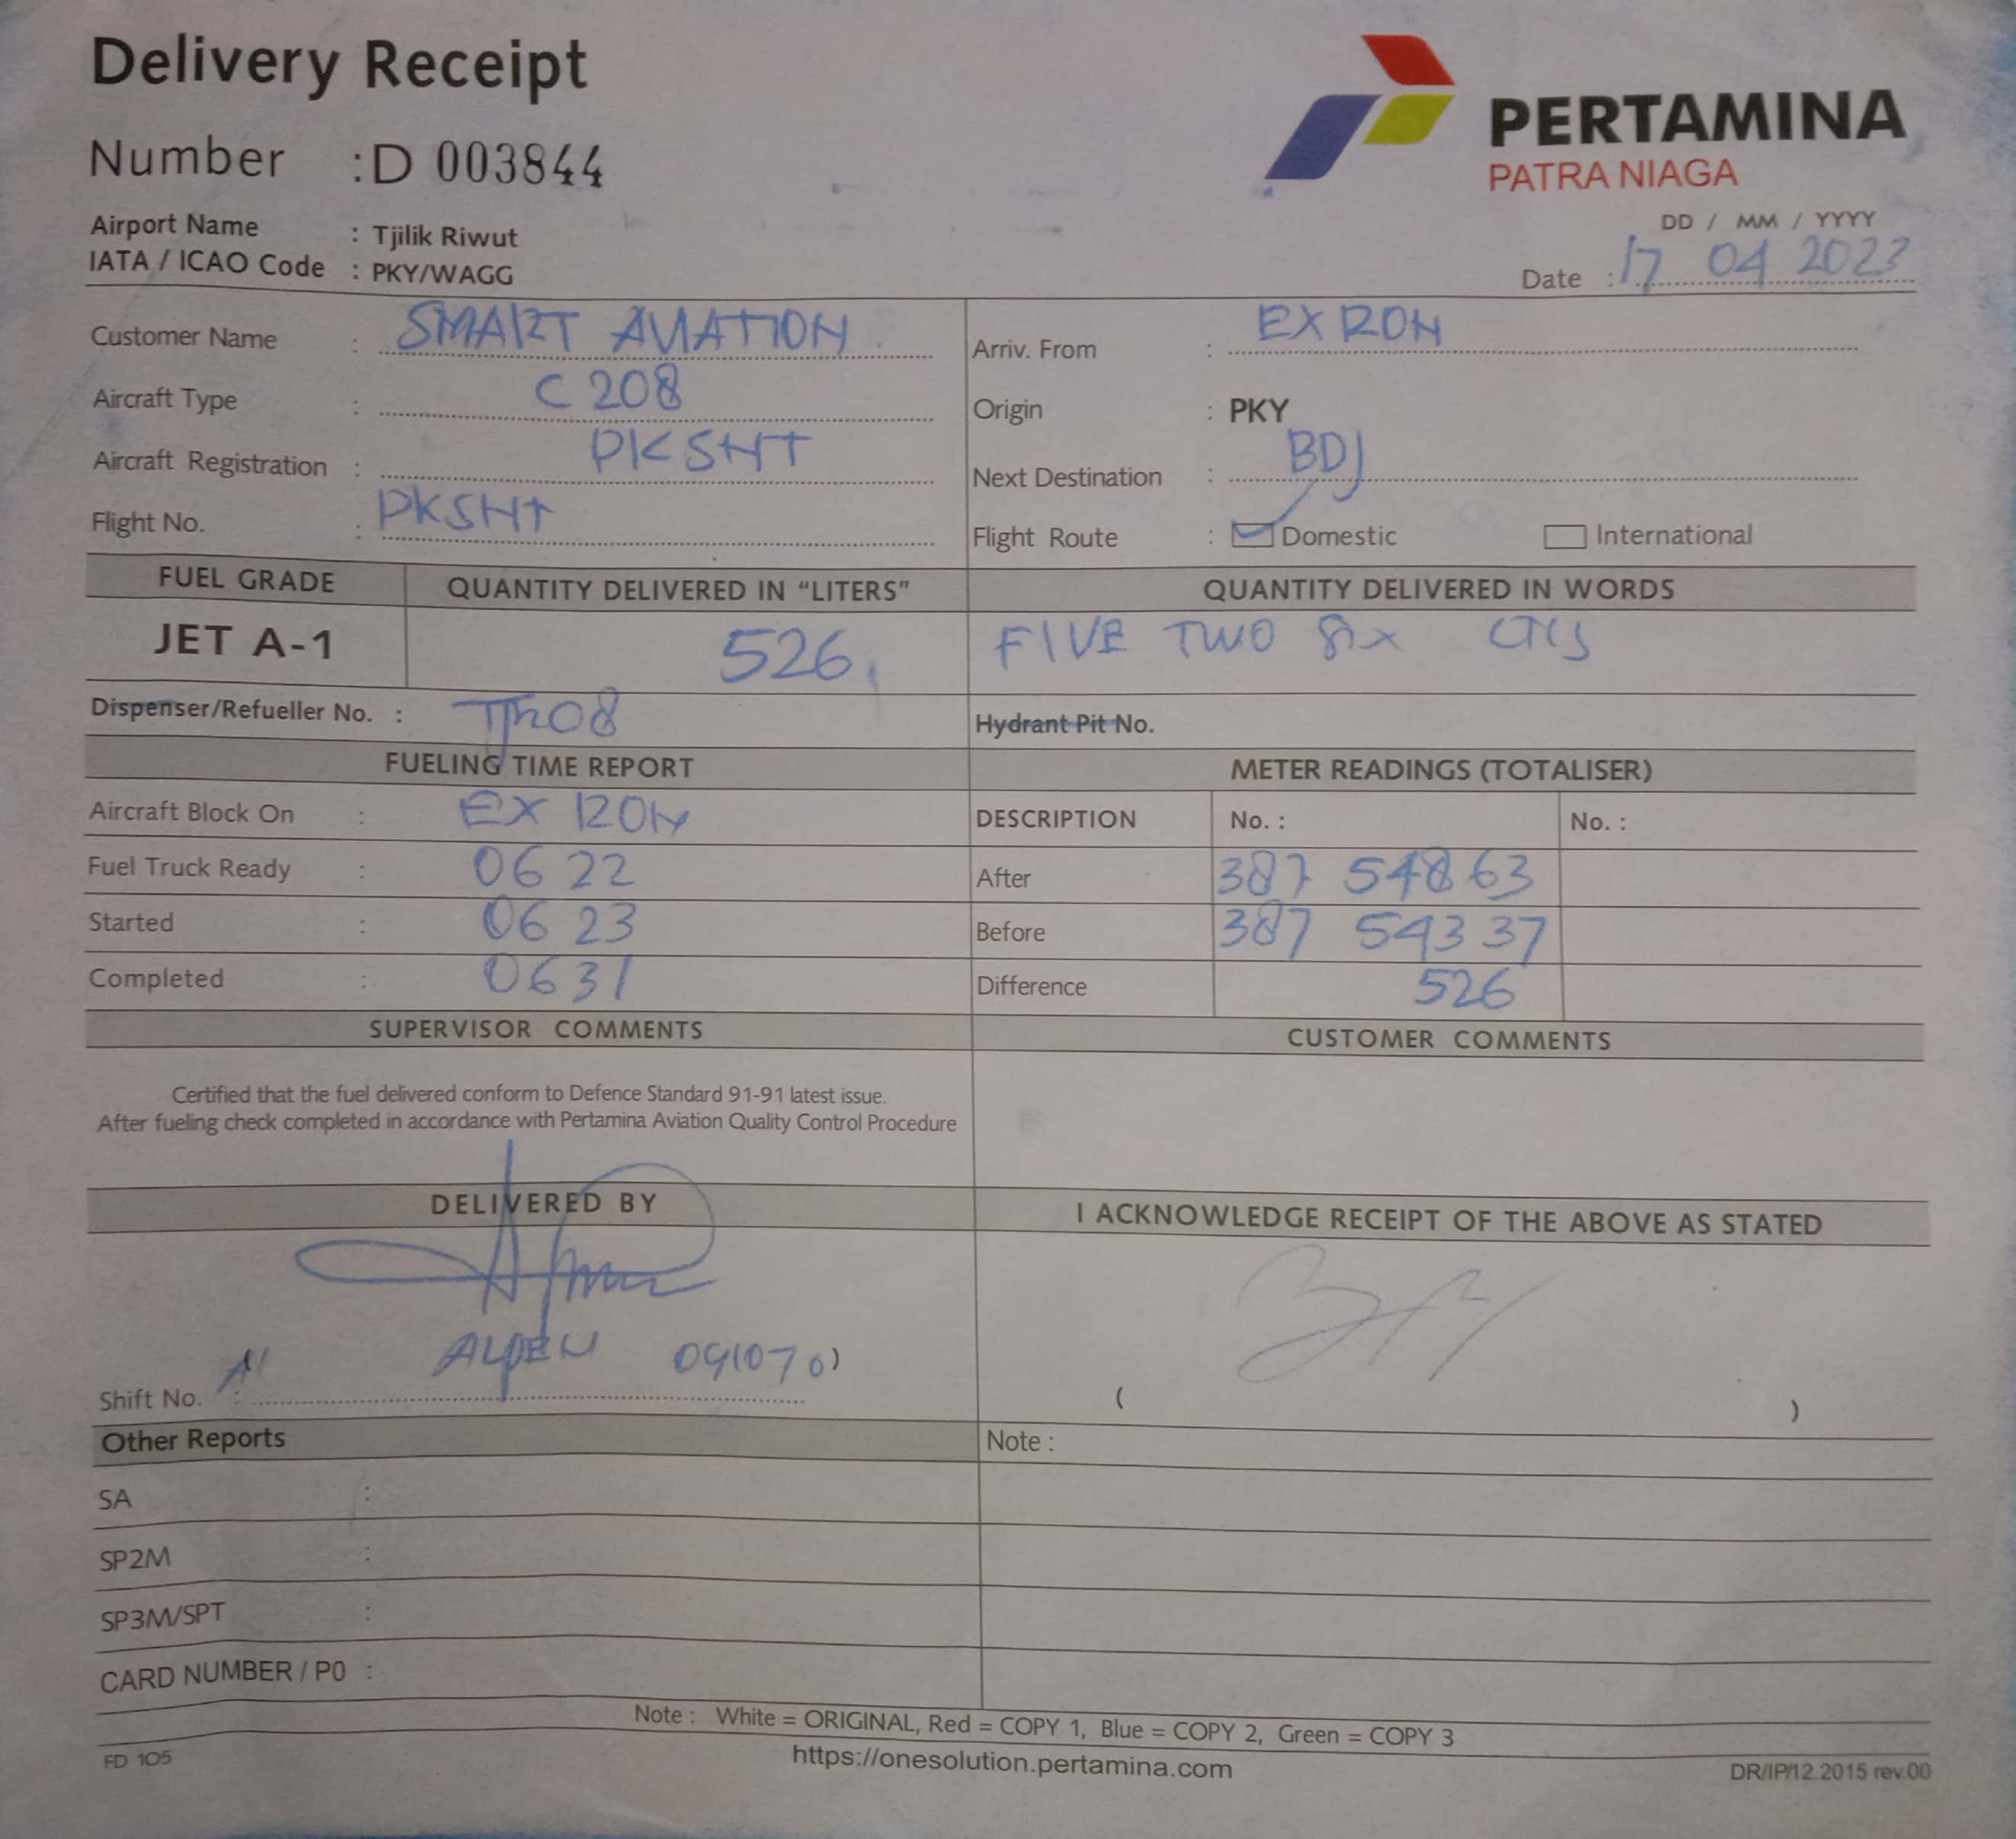 Delivery Receipt
Number :D 003844
PERTAMINA
PATRA NIAGA
Airport Name : Tjilik Riwut
IATA / ICAO Code : PKY/WAGG
DD / MM / YYYY
Date : 17 04 2023
Customer Name : SMART AVIATION
Arriv. From : EX RON
Aircraft Type : C 208
Origin : PKY
Aircraft Registration : PKSNT
Next Destination : BDJ
Flight No. : PKSNT
Flight Route : Domestic International
FUEL GRADE QUANTITY DELIVERED IN "LITERS" QUANTITY DELIVERED IN WORDS
JET A-1 526 FIVE TWO SIX LTRS
Dispenser/Refueller No. :
Hydrant Pit No.
FUELING TIME REPORT METER READINGS (TOTALISER)
Aircraft Block On : EX RON
DESCRIPTION No. : No. :
Fuel Truck Ready : 06 22
After 387 54863
Started : 06 23
Before 387 54337
Completed : 0631
Difference 526
SUPERVISOR COMMENTS CUSTOMER COMMENTS
Certified that the fuel delivered conform to Defence Standard 91-91 latest issue.
After fueling check completed in accordance with Pertamina Aviation Quality Control Procedure
DELIVERED BY I ACKNOWLEDGE RECEIPT OF THE ABOVE AS STATED
Shift No. :
( )
Other Reports Note :
SA :
SP2M :
SP3M/SPT :
CARD NUMBER / P0 :
Note : White = ORIGINAL, Red = COPY 1, Blue = COPY 2, Green = COPY 3
FD 105 https://onesolution.pertamina.com DR/IP/12.2015 rev.00